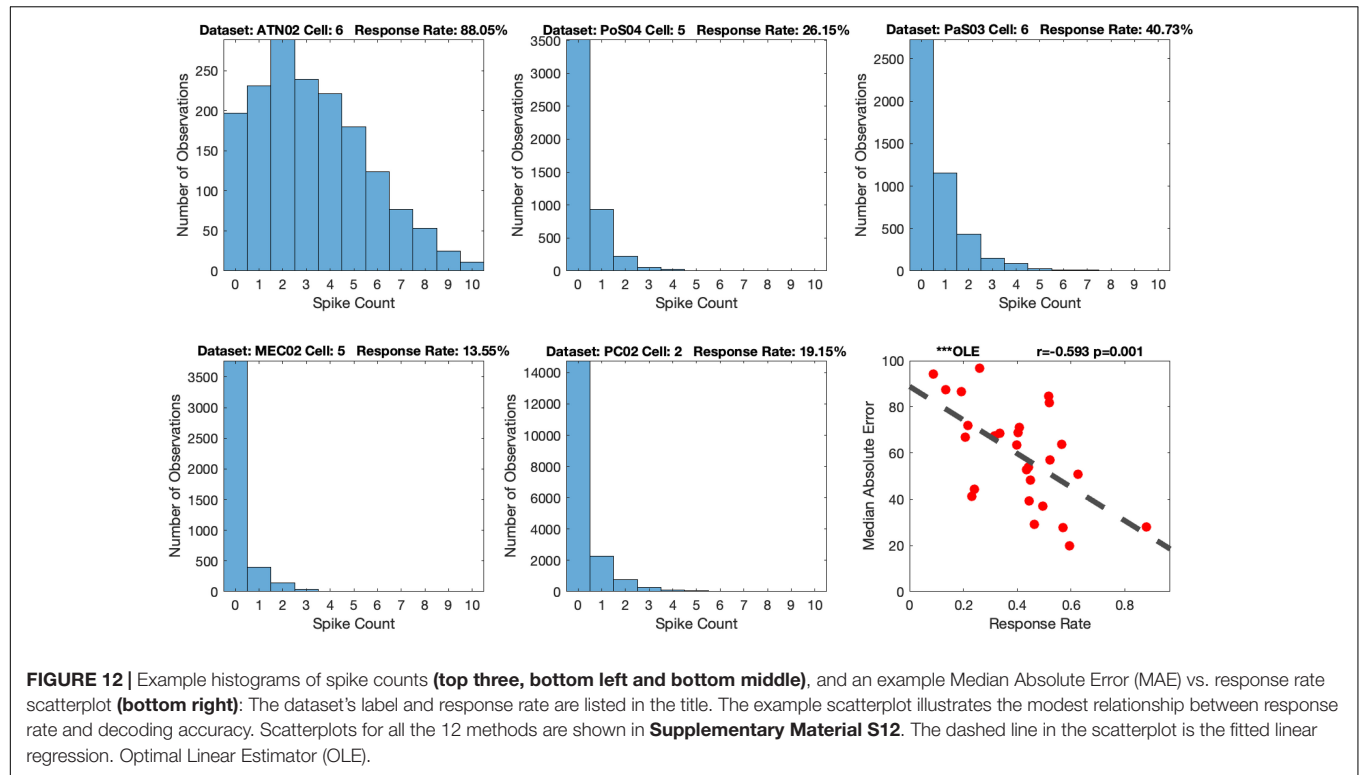 Dataset: ATN02 Cell: 6 Response Rate: 88.05%
Number of Observations
250
200
150
100
50
0
0 1 2 3 4 5 6 7 8 9 10
Spike Count
Dataset: PoS04 Cell: 5 Response Rate: 26.15%
Number of Observations
3500
3000
2500
2000
1500
1000
500
0
0 1 2 3 4 5 6 7 8 9 10
Spike Count
Dataset: PaS03 Cell: 6 Response Rate: 40.73%
Number of Observations
2500
2000
1500
1000
500
0
0 1 2 3 4 5 6 7 8 9 10
Spike Count
Dataset: MEC02 Cell: 5 Response Rate: 13.55%
Number of Observations
3500
3000
2500
2000
1500
1000
500
0
0 1 2 3 4 5 6 7 8 9 10
Spike Count
Dataset: PC02 Cell: 2 Response Rate: 19.15%
Number of Observations
14000
12000
10000
8000
6000
4000
2000
0
0 1 2 3 4 5 6 7 8 9 10
Spike Count
***OLE r=-0.593 p=0.001
Median Absolute Error
100
80
60
40
20
0
0 0.2 0.4 0.6 0.8
Response Rate
FIGURE 12 | Example histograms of spike counts (top three, bottom left and bottom middle), and an example Median Absolute Error (MAE) vs. response rate
scatterplot (bottom right): The dataset's label and response rate are listed in the title. The example scatterplot illustrates the modest relationship between response
rate and decoding accuracy. Scatterplots for all the 12 methods are shown in Supplementary Material S12. The dashed line in the scatterplot is the fitted linear
regression. Optimal Linear Estimator (OLE).